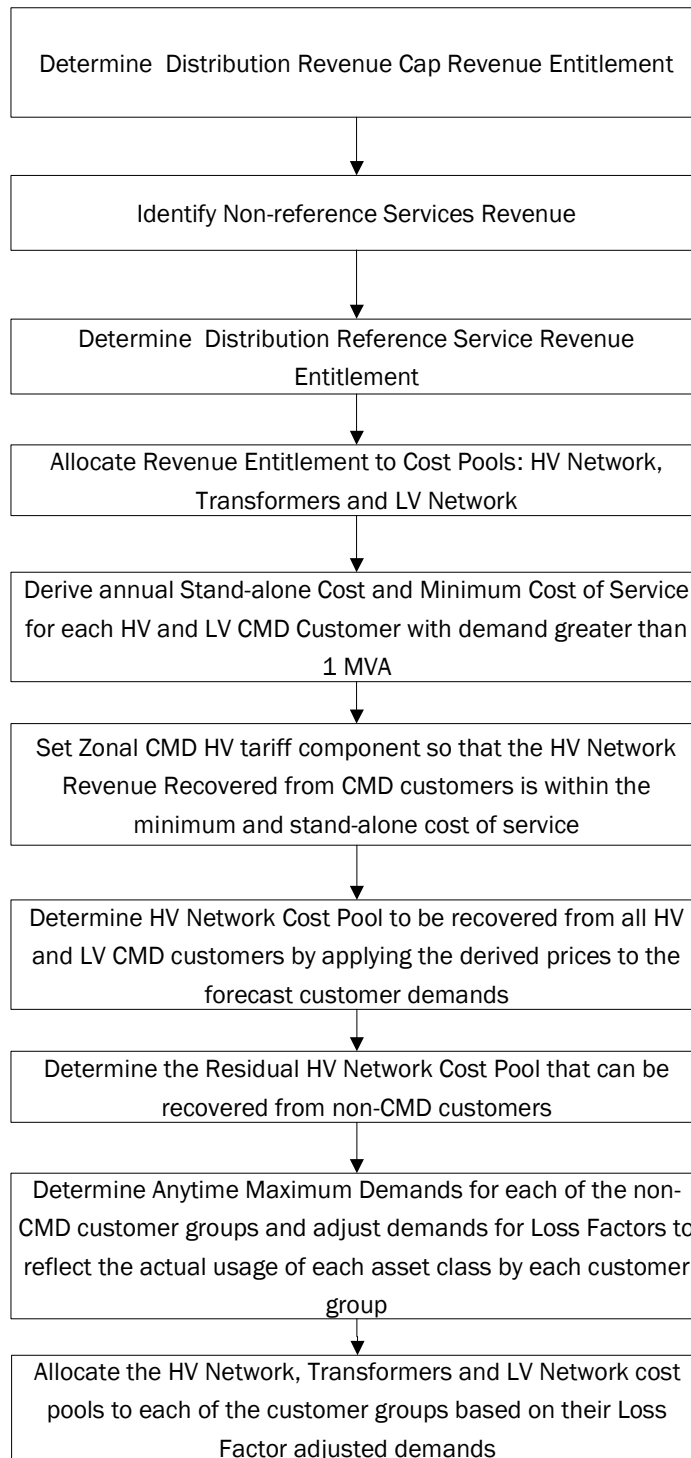 Determine  Distribution Revenue Cap Revenue Entitlement
Identify Non-reference Services Revenue
Determine  Distribution Reference Service Revenue
Entitlement
Allocate Revenue Entitlement to Cost Pools: HV Network,
Transformers and LV Network
Derive annual Stand-alone Cost and Minimum Cost of Service
for each HV and LV CMD Customer with demand greater than
1 MVA
Set Zonal CMD HV tariff component so that the HV Network
Revenue Recovered from CMD customers is within the
minimum and stand-alone cost of service
Determine HV Network Cost Pool to be recovered from all HV
and LV CMD customers by applying the derived prices to the
forecast customer demands
Determine the Residual HV Network Cost Pool that can be
recovered from non-CMD customers
Determine Anytime Maximum Demands for each of the non-
CMD customer groups and adjust demands for Loss Factors to
reflect the actual usage of each asset class by each customer
group
Allocate the HV Network, Transformers and LV Network cost
pools to each of the customer groups based on their Loss
Factor adjusted demands